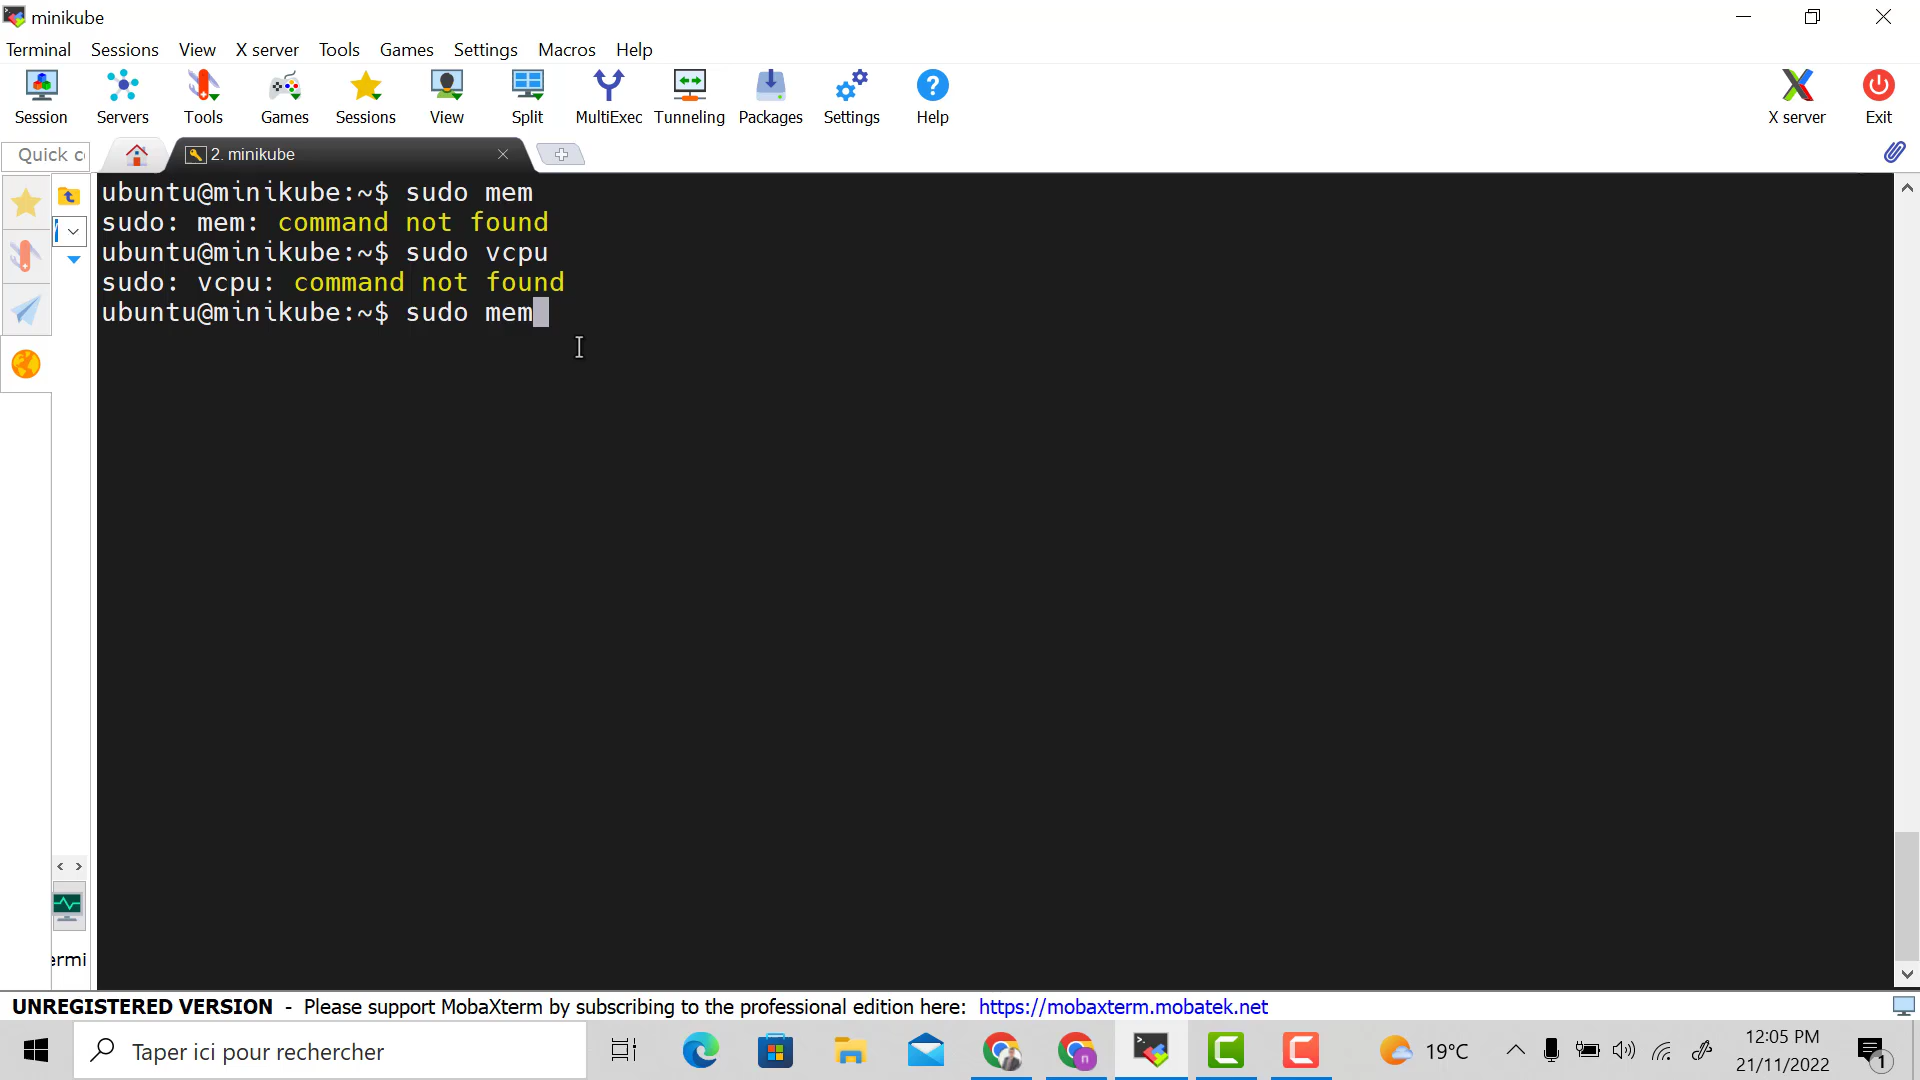 minikube
Terminal Sessions View X server Tools Games Settings Macros Help
Session Servers Tools Games Sessions View Split MultiExec Tunneling Packages Settings Help X server Exit
Quick c
2. minikube
ubuntu@minikube:~$ sudo mem
sudo: mem: command not found
ubuntu@minikube:~$ sudo vcpu
sudo: vcpu: command not found
ubuntu@minikube:~$ sudo mem
ermi
UNREGISTERED VERSION - Please support MobaXterm by subscribing to the professional edition here: https://mobaxterm.mobatek.net
Taper ici pour rechercher
n
19°C
12:05 PM
21/11/2022
1